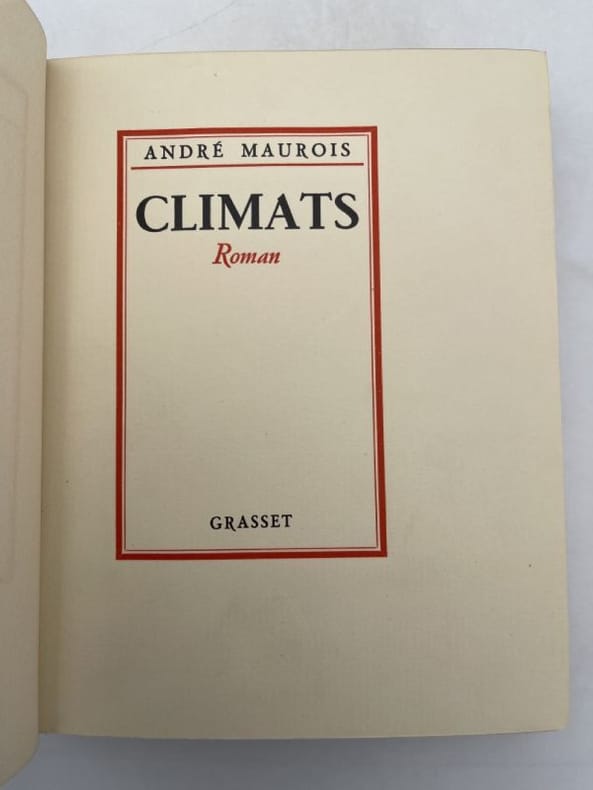 ANDRÉ MAUROIS
CLIMATS
Roman
GRASSET